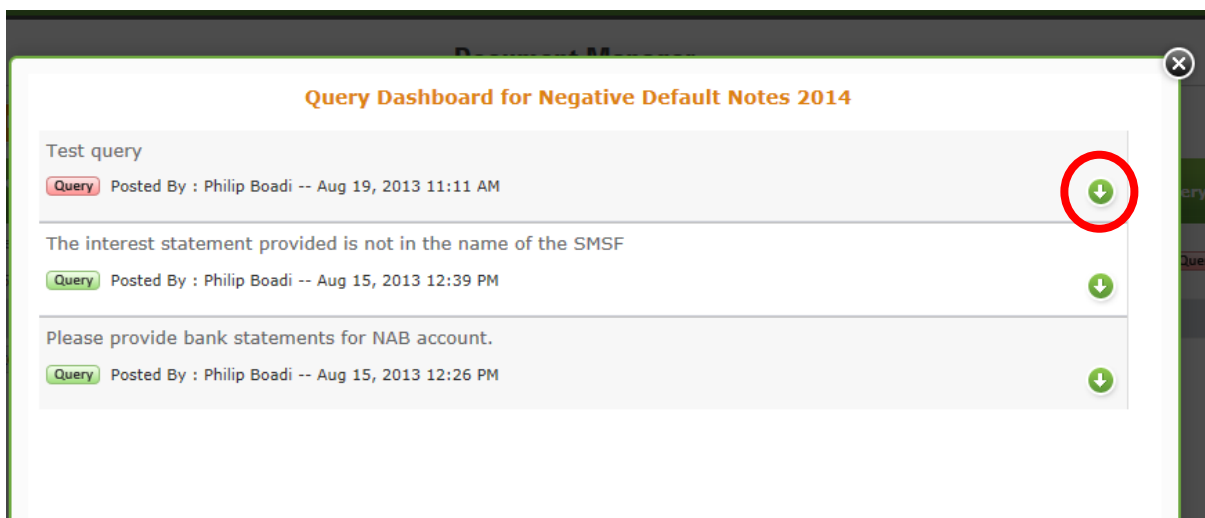 Document Manager
Query Dashboard for Negative Default Notes 2014
Test query
Query Posted By : Philip Boadi -- Aug 19, 2013 11:11 AM
The interest statement provided is not in the name of the SMSF
Query Posted By : Philip Boadi -- Aug 15, 2013 12:39 PM
Please provide bank statements for NAB account.
Query Posted By : Philip Boadi -- Aug 15, 2013 12:26 PM